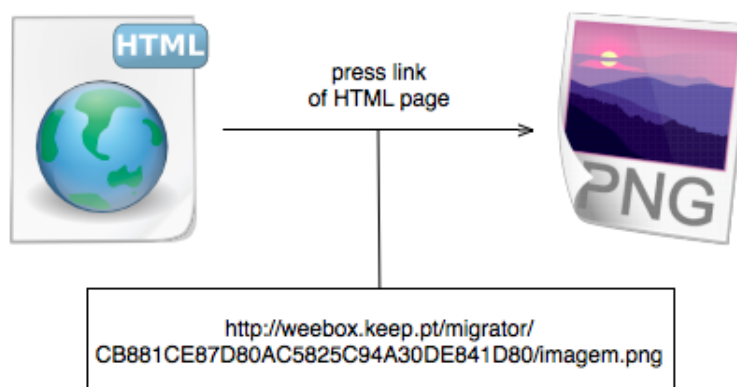 HTML
press link
of HTML page
PNG
http://weebox.keep.pt/migrator/
CB881CE87D80AC5825C94A30DE841D80/imagem.png